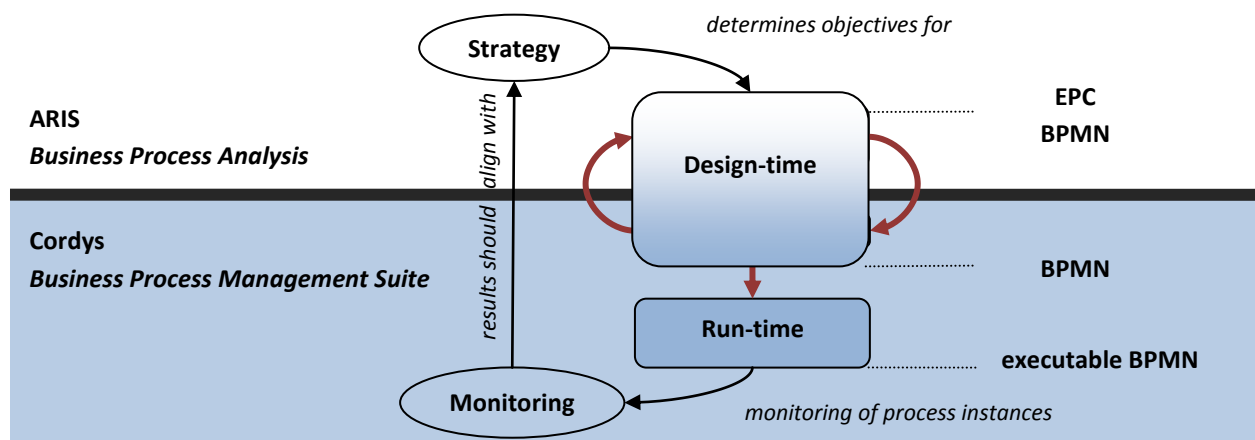 determines objectives for
Strategy
EPC
BPMN
ARIS
Business Process Analysis
Design-time
results should align with
Cordys
Business Process Management Suite
BPMN
Run-time
executable BPMN
Monitoring
monitoring of process instances